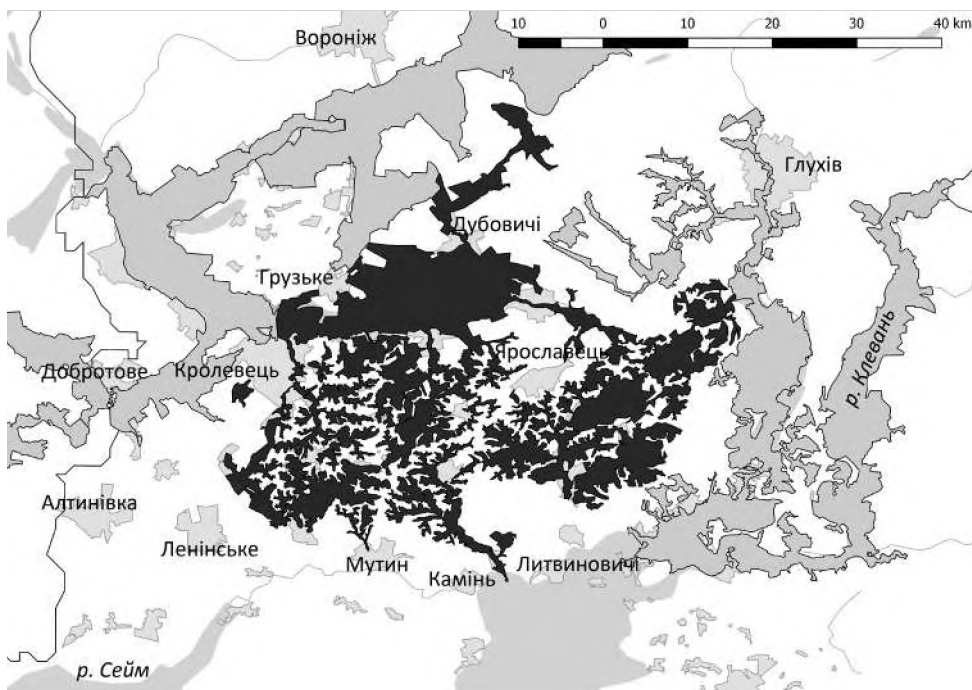 10 0 10 20 30 40 km
Вороніж
Глухів
Дубовичі
Грузьке
р. Клевань
Ярославець
Добротове
Кролевець
Алтинівка
Ленінське
Мутин
Камінь
Литвиновичі
р. Сейм